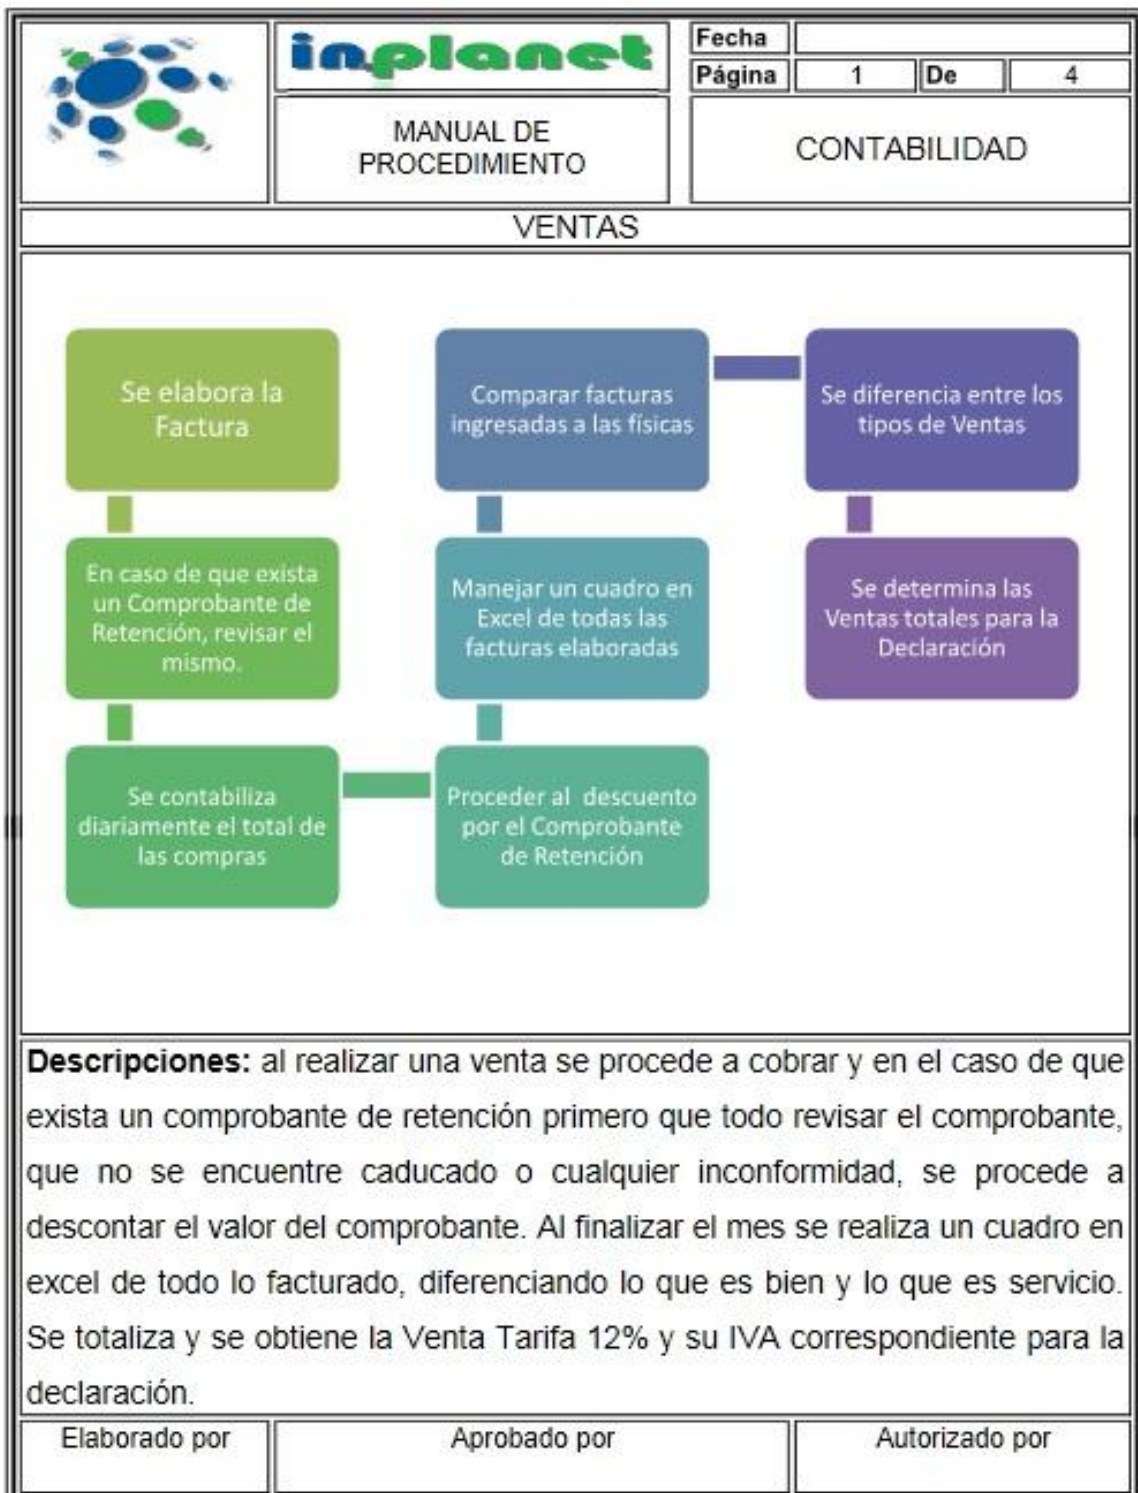 inplanet
Fecha
Página 1 De 4
MANUAL DE
PROCEDIMIENTO
CONTABILIDAD
VENTAS
Se elabora la
Factura
En caso de que exista
un Comprobante de
Retención, revisar el
mismo.
Se contabiliza
diariamente el total de
las compras
Proceder al descuento
por el Comprobante
de Retención
Manejar un cuadro en
Excel de todas las
facturas elaboradas
Comparar facturas
ingresadas a las físicas
Se diferencia entre los
tipos de Ventas
Se determina las
Ventas totales para la
Declaración
Descripciones: al realizar una venta se procede a cobrar y en el caso de que
exista un comprobante de retención primero que todo revisar el comprobante,
que no se encuentre caducado o cualquier inconformidad, se procede a
descontar el valor del comprobante. Al finalizar el mes se realiza un cuadro en
excel de todo lo facturado, diferenciando lo que es bien y lo que es servicio.
Se totaliza y se obtiene la Venta Tarifa 12% y su IVA correspondiente para la
declaración.
Elaborado por
Aprobado por
Autorizado por